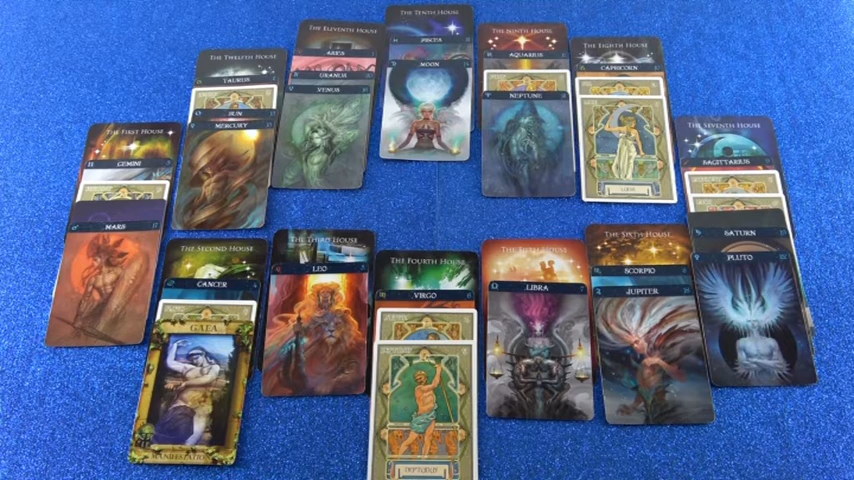 THE TENTH HOUSE
PISCES
MOON
THE ELEVENTH HOUSE
ARIES
URANUS
VENUS
THE NINTH HOUSE
AQUARIUS
NEPTUNE
THE EIGHTH HOUSE
CAPRICORN
THE TWELFTH HOUSE
TAURUS
SUN
MERCURY
THE FIRST HOUSE
GEMINI
MARS
THE SEVENTH HOUSE
SAGITTARIUS
SATURN
PLUTO
THE SECOND HOUSE
CANCER
GAEA
MANIFESTATION
THE THIRD HOUSE
LEO
THE FOURTH HOUSE
VIRGO
NEPTUNUS
THE FIFTH HOUSE
LIBRA
THE SIXTH HOUSE
SCORPIO
JUPITER